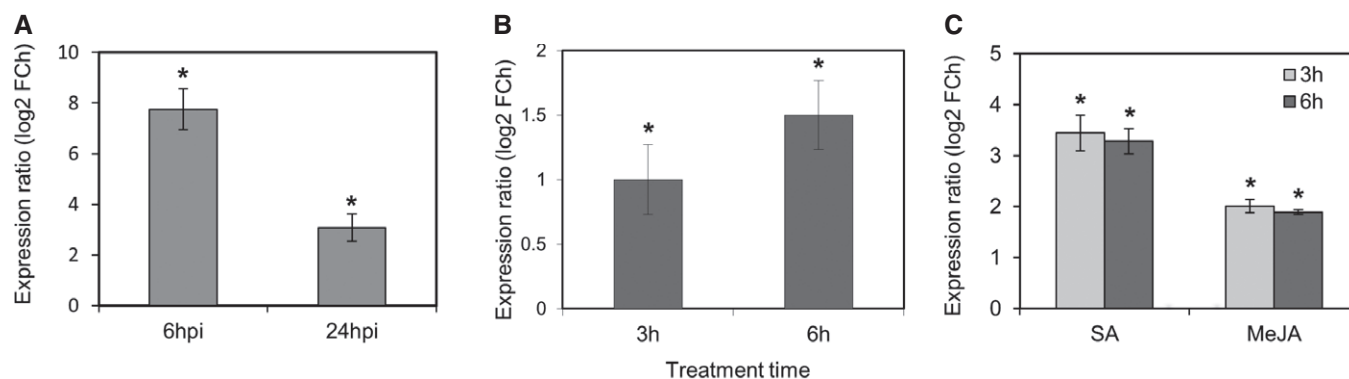 A
Expression ratio (log2 FCh)
10
8
6
4
2
0
*
*
6hpi
24hpi
B
Expression ratio (log2 FCh)
2
1.5
1
0.5
0
*
*
3h
6h
Treatment time
C
Expression ratio (log2 FCh)
5
4
3
2
1
0
3h
6h
* *
* *
SA
MeJA